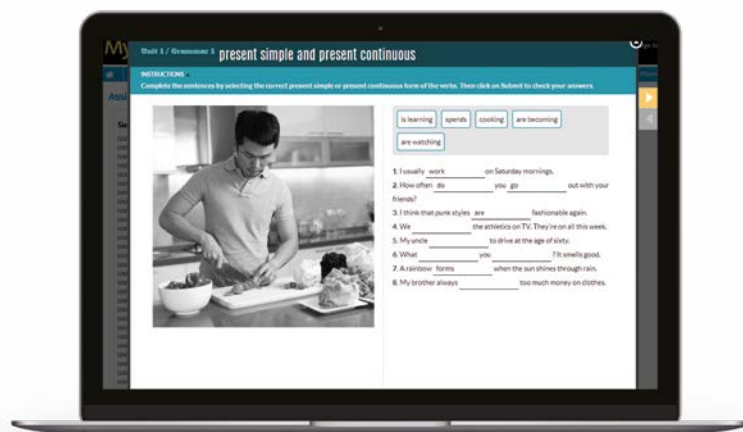 My
Unit 1 / Grammar 1 present simple and present continuous
INSTRUCTIONS
Complete the sentences by selecting the correct present simple or present continuous form of the verbs. Then click on Submit to check your answers.
Assi
is learning spends cooking are becoming
are watching
1. I usually work on Saturday mornings.
2. How often do you go out with your
friends?
3. I think that punk styles are fashionable again.
4. We the athletics on TV. They're on all this week.
5. My uncle to drive at the age of sixty.
6. What you ? It smells good.
7. A rainbow forms when the sun shines through rain.
8. My brother always too much money on clothes.